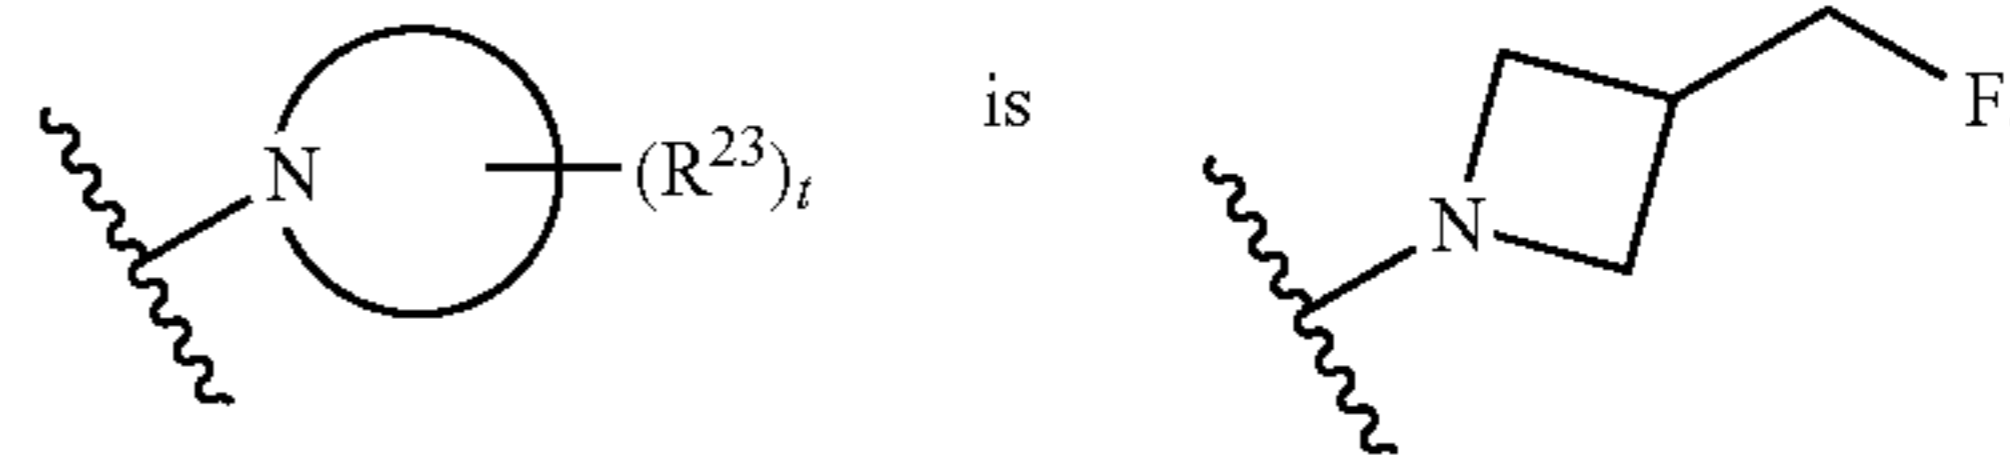 N (R²³)ₜ is N F